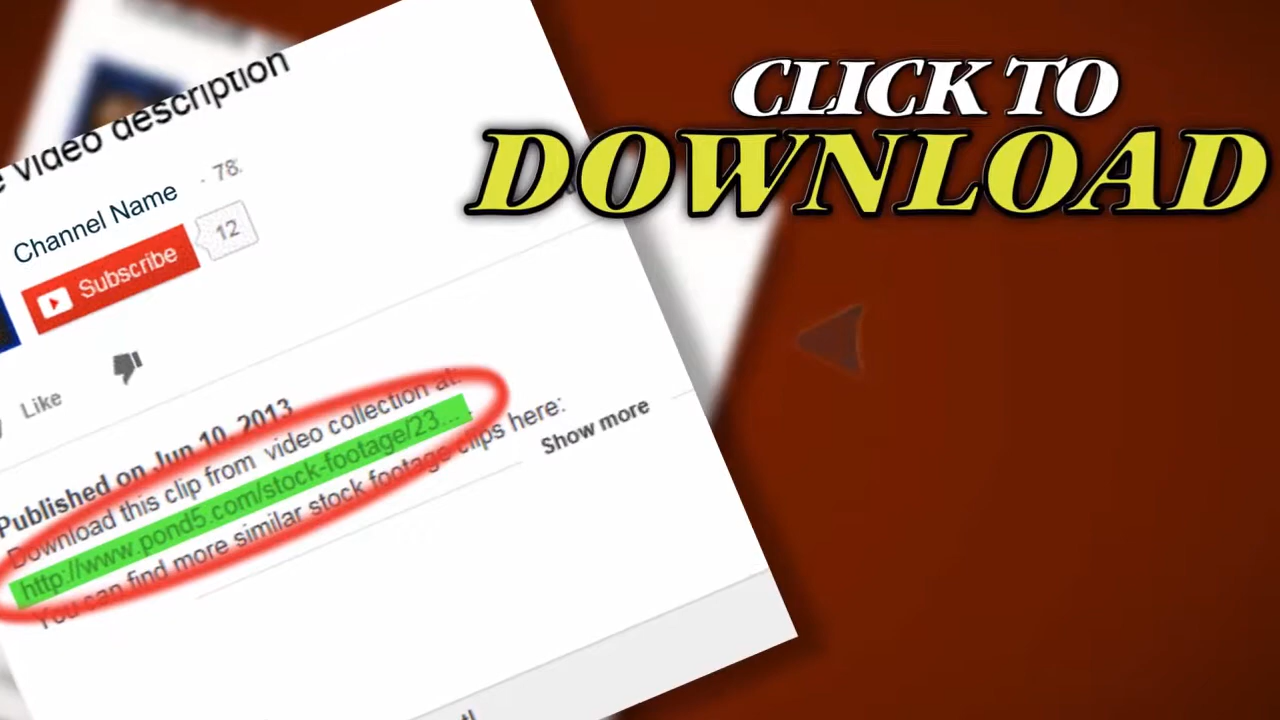 CLICK TO
DOWNLOAD
video description
Channel Name
78
Subscribe
12
Like
Published on Jun 10, 2013
Download this clip from video collection at:
http://www.pond5.com/stock-footage/23... .
You can find more similar stock footage clips here:
Show more